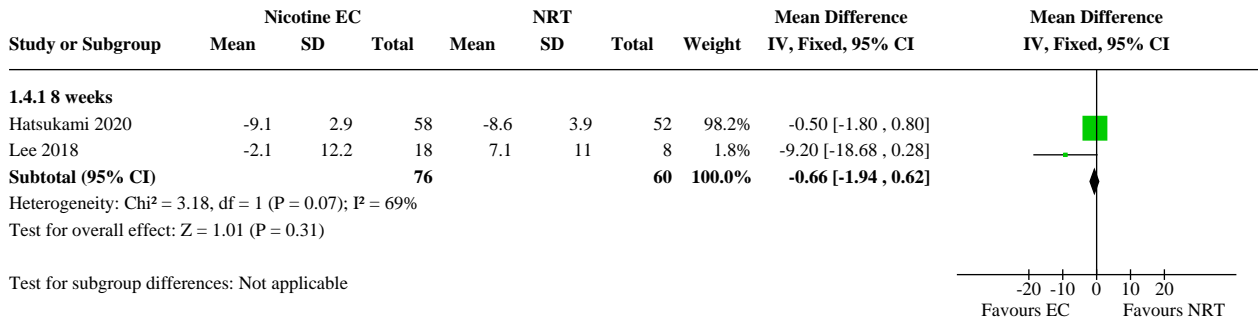 Nicotine EC NRT Mean Difference Mean Difference
Study or Subgroup Mean SD Total Mean SD Total Weight IV, Fixed, 95% CI IV, Fixed, 95% CI
1.4.1 8 weeks
Hatsukami 2020 -9.1 2.9 58 -8.6 3.9 52 98.2% -0.50 [-1.80 , 0.80]
Lee 2018 -2.1 12.2 18 7.1 11 8 1.8% -9.20 [-18.68 , 0.28]
Subtotal (95% CI) 76 60 100.0% -0.66 [-1.94 , 0.62]
Heterogeneity: Chi² = 3.18, df = 1 (P = 0.07); I² = 69%
Test for overall effect: Z = 1.01 (P = 0.31)
Test for subgroup differences: Not applicable
-20 -10 0 10 20
Favours EC Favours NRT